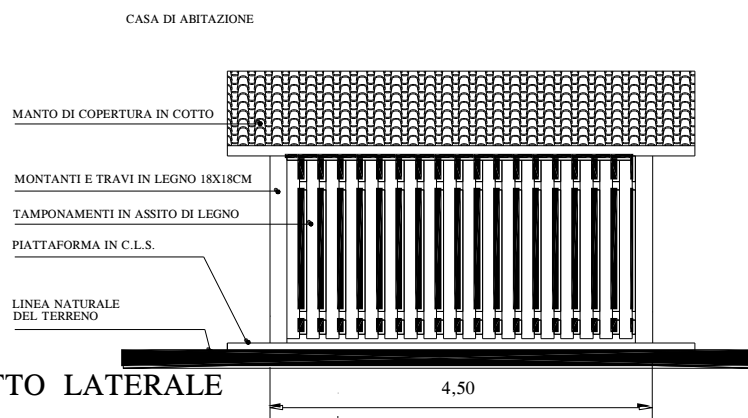 CASA DI ABITAZIONE
MANTO DI COPERTURA IN COTTO
MONTANTI E TRAVI IN LEGNO 18X18CM
TAMPONAMENTI IN ASSITO DI LEGNO
PIATTAFORMA IN C.L.S.
LINEA NATURALE
DEL TERRENO
LATERALE
4,50